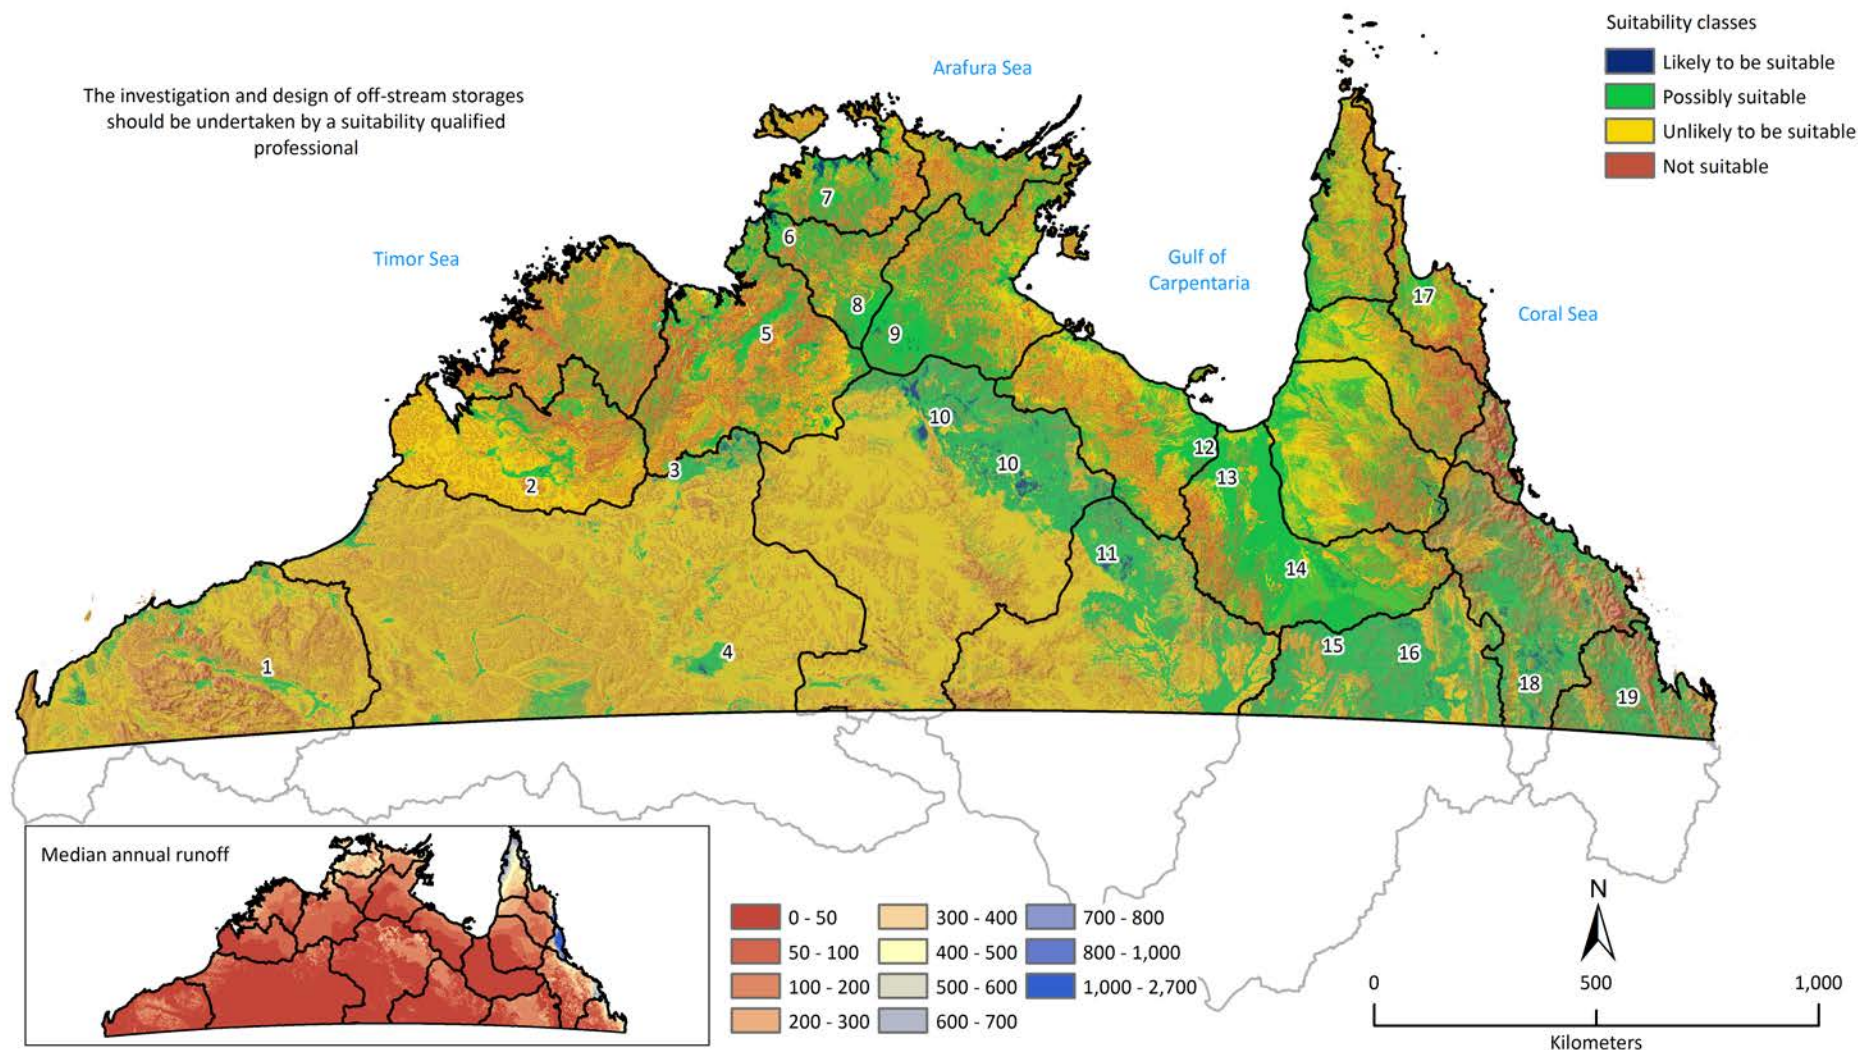 Suitability classes
Likely to be suitable
Possibly suitable
Unlikely to be suitable
Not suitable
The investigation and design of off-stream storages
should be undertaken by a suitability qualified
professional
Arafura Sea
Timor Sea
Gulf of
Carpentaria
Coral Sea
7
6
17
8
9
5
10
12
3
10
13
2
11
14
15
16
4
1
18
19
Median annual runoff
0 - 50
50 - 100
100 - 200
200 - 300
300 - 400
400 - 500
500 - 600
600 - 700
700 - 800
800 - 1,000
1,000 - 2,700
N
0 500 1,000
Kilometers